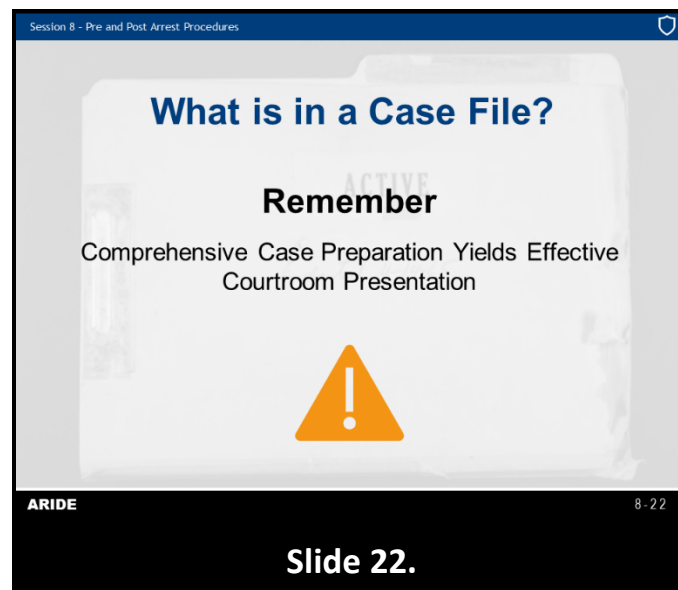 Session 8 - Pre and Post Arrest Procedures
What is in a Case File?
ACTIVE
Remember
Comprehensive Case Preparation Yields Effective
Courtroom Presentation
ARIDE
8-22
Slide 22.